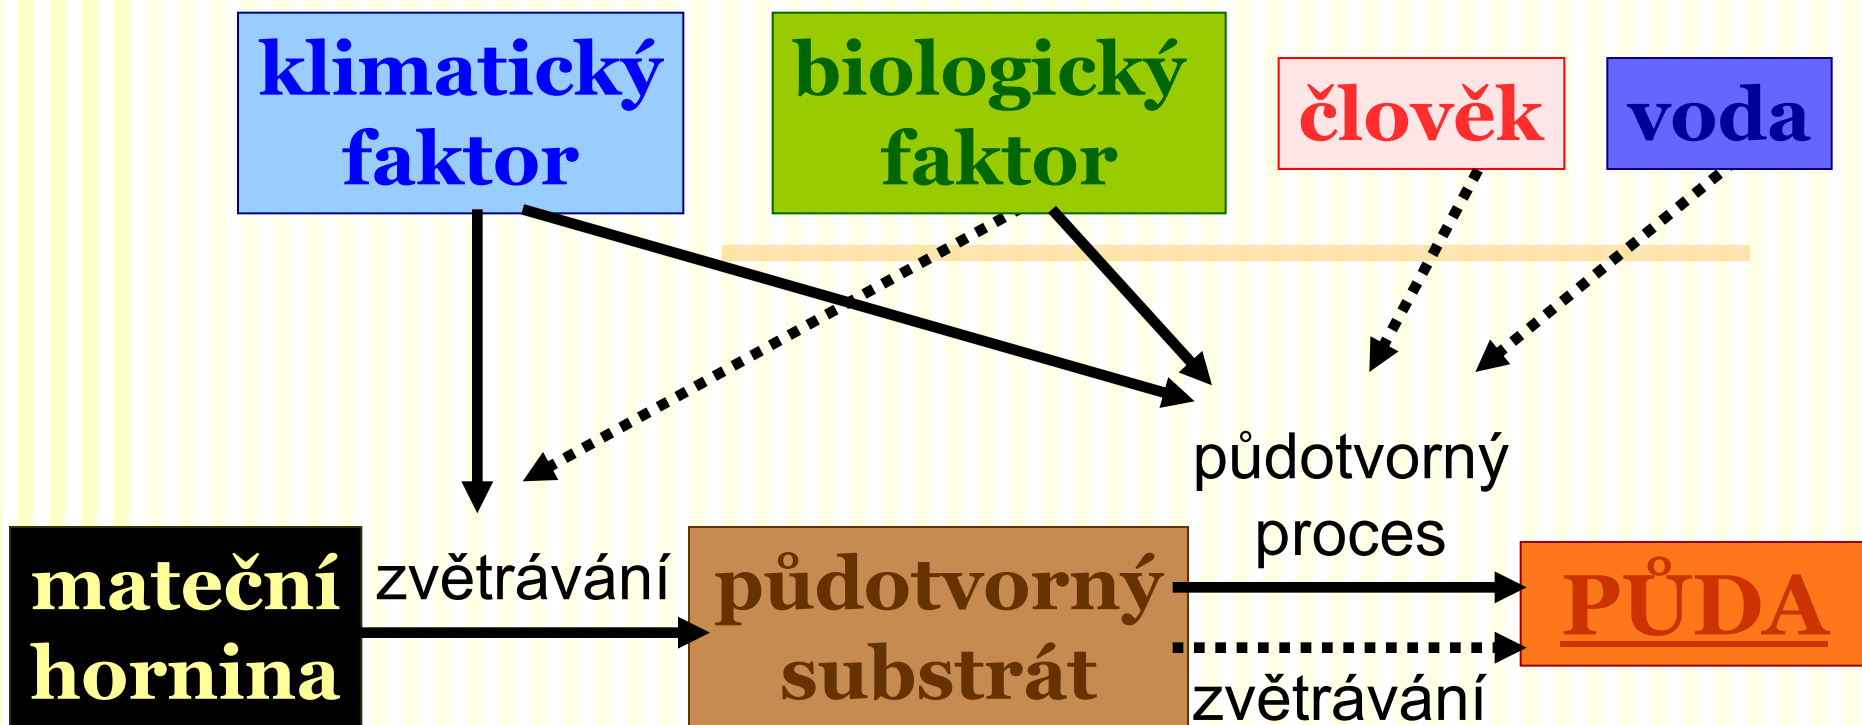 klimatický
faktor
biologický
faktor
člověk
voda
půdotvorný
proces
mateční
hornina
zvětrávání
půdotvorný
substrát
PŮDA
zvětrávání